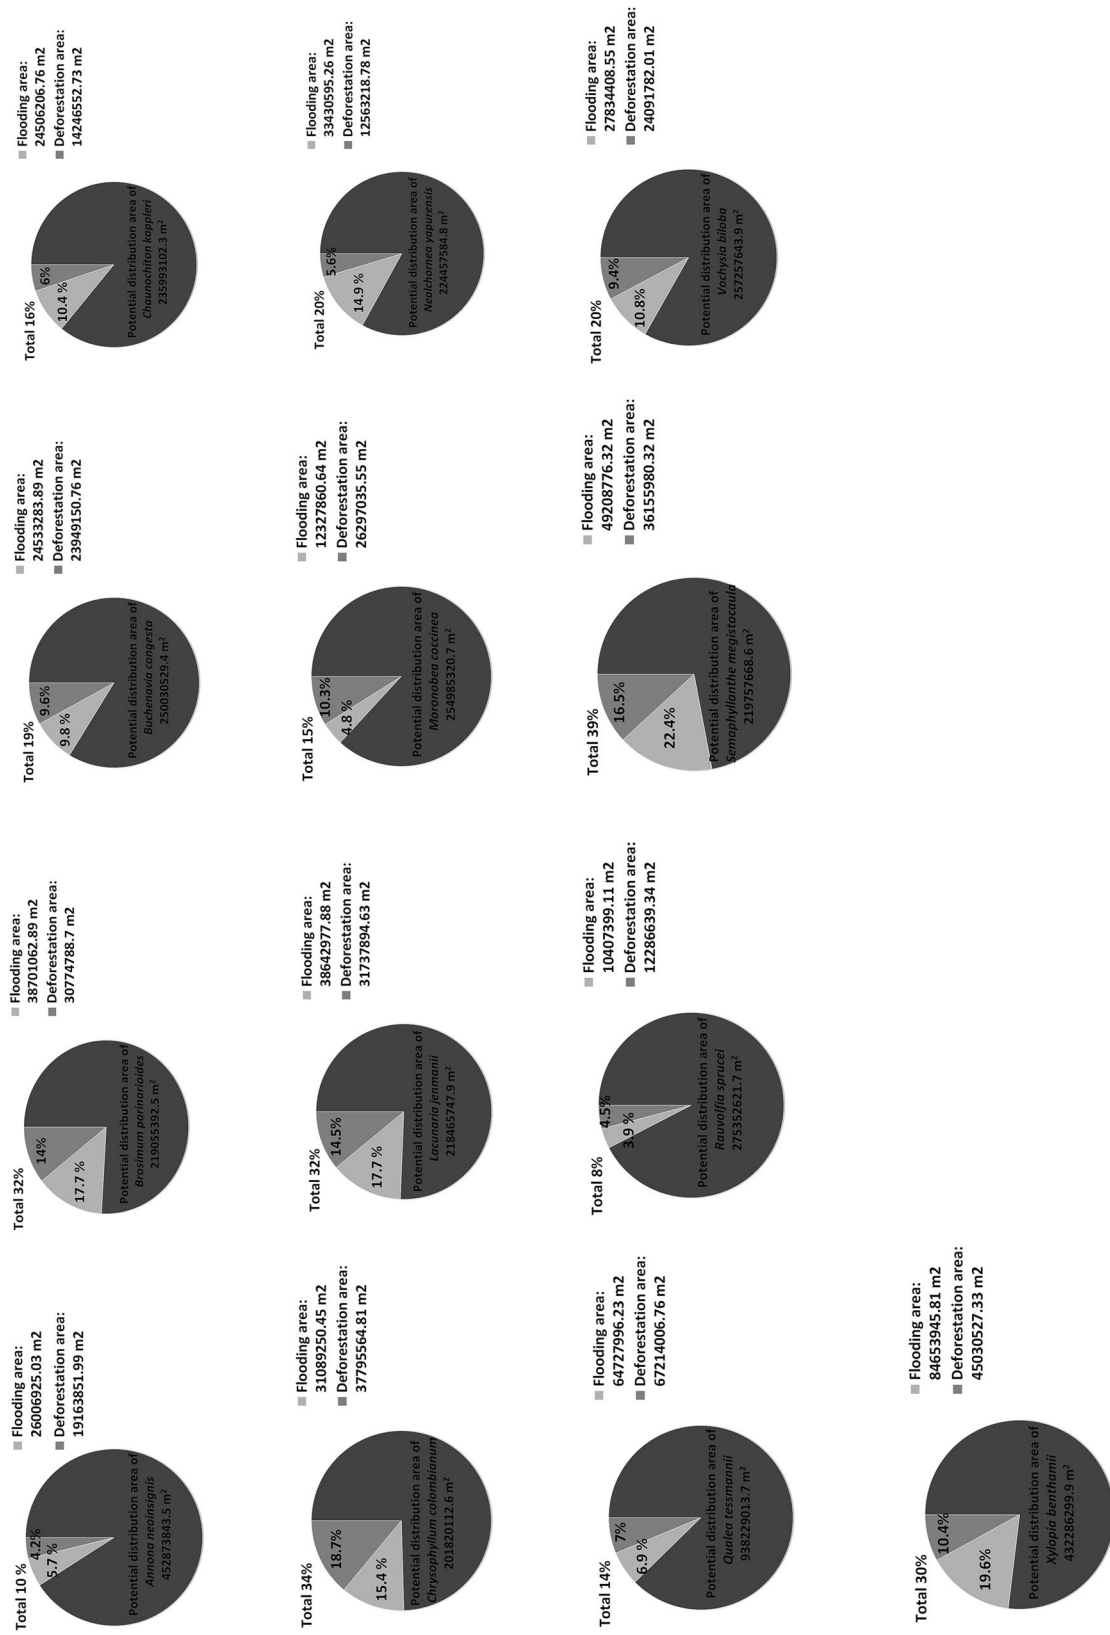 Total 10 %
4.2%
5.7 %
Potential distribution area of
Annona neoinsignis
452873843.5 m²
Flooding area:
26006925.03 m2
Deforestation area:
19163851.99 m2
Total 32%
14%
17.7 %
Potential distribution area of
Brosimum parinarioides
219055392.5 m²
Flooding area:
38701062.89 m2
Deforestation area:
30774788.7 m2
Total 19%
9.6%
9.8 %
Potential distribution area of
Buchenavia congesta
250030529.4 m²
Flooding area:
24533283.89 m2
Deforestation area:
23949150.76 m2
Total 16%
6%
10.4 %
Potential distribution area of
Chaunochiton kappleri
235993102.3 m²
Flooding area:
24506206.76 m2
Deforestation area:
14246552.73 m2
Total 34%
18.7%
15.4 %
Potential distribution area of
Chrysophyllum colombianum
201820112.6 m²
Flooding area:
31089250.45 m2
Deforestation area:
37795564.81 m2
Total 32%
14.5%
17.7 %
Potential distribution area of
Lacunaria jenmanii
218465747.9 m²
Flooding area:
38642977.88 m2
Deforestation area:
31737894.63 m2
Total 15%
10.3%
4.8 %
Potential distribution area of
Moronobea coccinea
254985320.7 m²
Flooding area:
12327860.64 m2
Deforestation area:
26297035.55 m2
Total 20%
5.6%
14.9 %
Potential distribution area of
Nealchornea yapurensis
224457584.8 m²
Flooding area:
33430595.26 m2
Deforestation area:
12563218.78 m2
Total 14%
7%
6.9 %
Potential distribution area of
Qualea tessmannii
938229013.7 m²
Flooding area:
64727996.23 m2
Deforestation area:
67214006.76 m2
Total 8%
4.5%
3.9 %
Potential distribution area of
Rauvolfia sprucei
275352621.7 m²
Flooding area:
10407399.11 m2
Deforestation area:
12286639.34 m2
Total 39%
16.5%
22.4%
Potential distribution area of
Semaphyllanthe megistocaula
219757668.6 m²
Flooding area:
49208776.32 m2
Deforestation area:
36155980.32 m2
Total 20%
9.4%
10.8%
Potential distribution area of
Vochysia biloba
257257643.9 m²
Flooding area:
27834408.55 m2
Deforestation area:
24091782.01 m2
Total 30%
10.4%
19.6%
Potential distribution area of
Xylopia benthamii
432286299.9 m²
Flooding area:
84653945.81 m2
Deforestation area:
45030527.33 m2